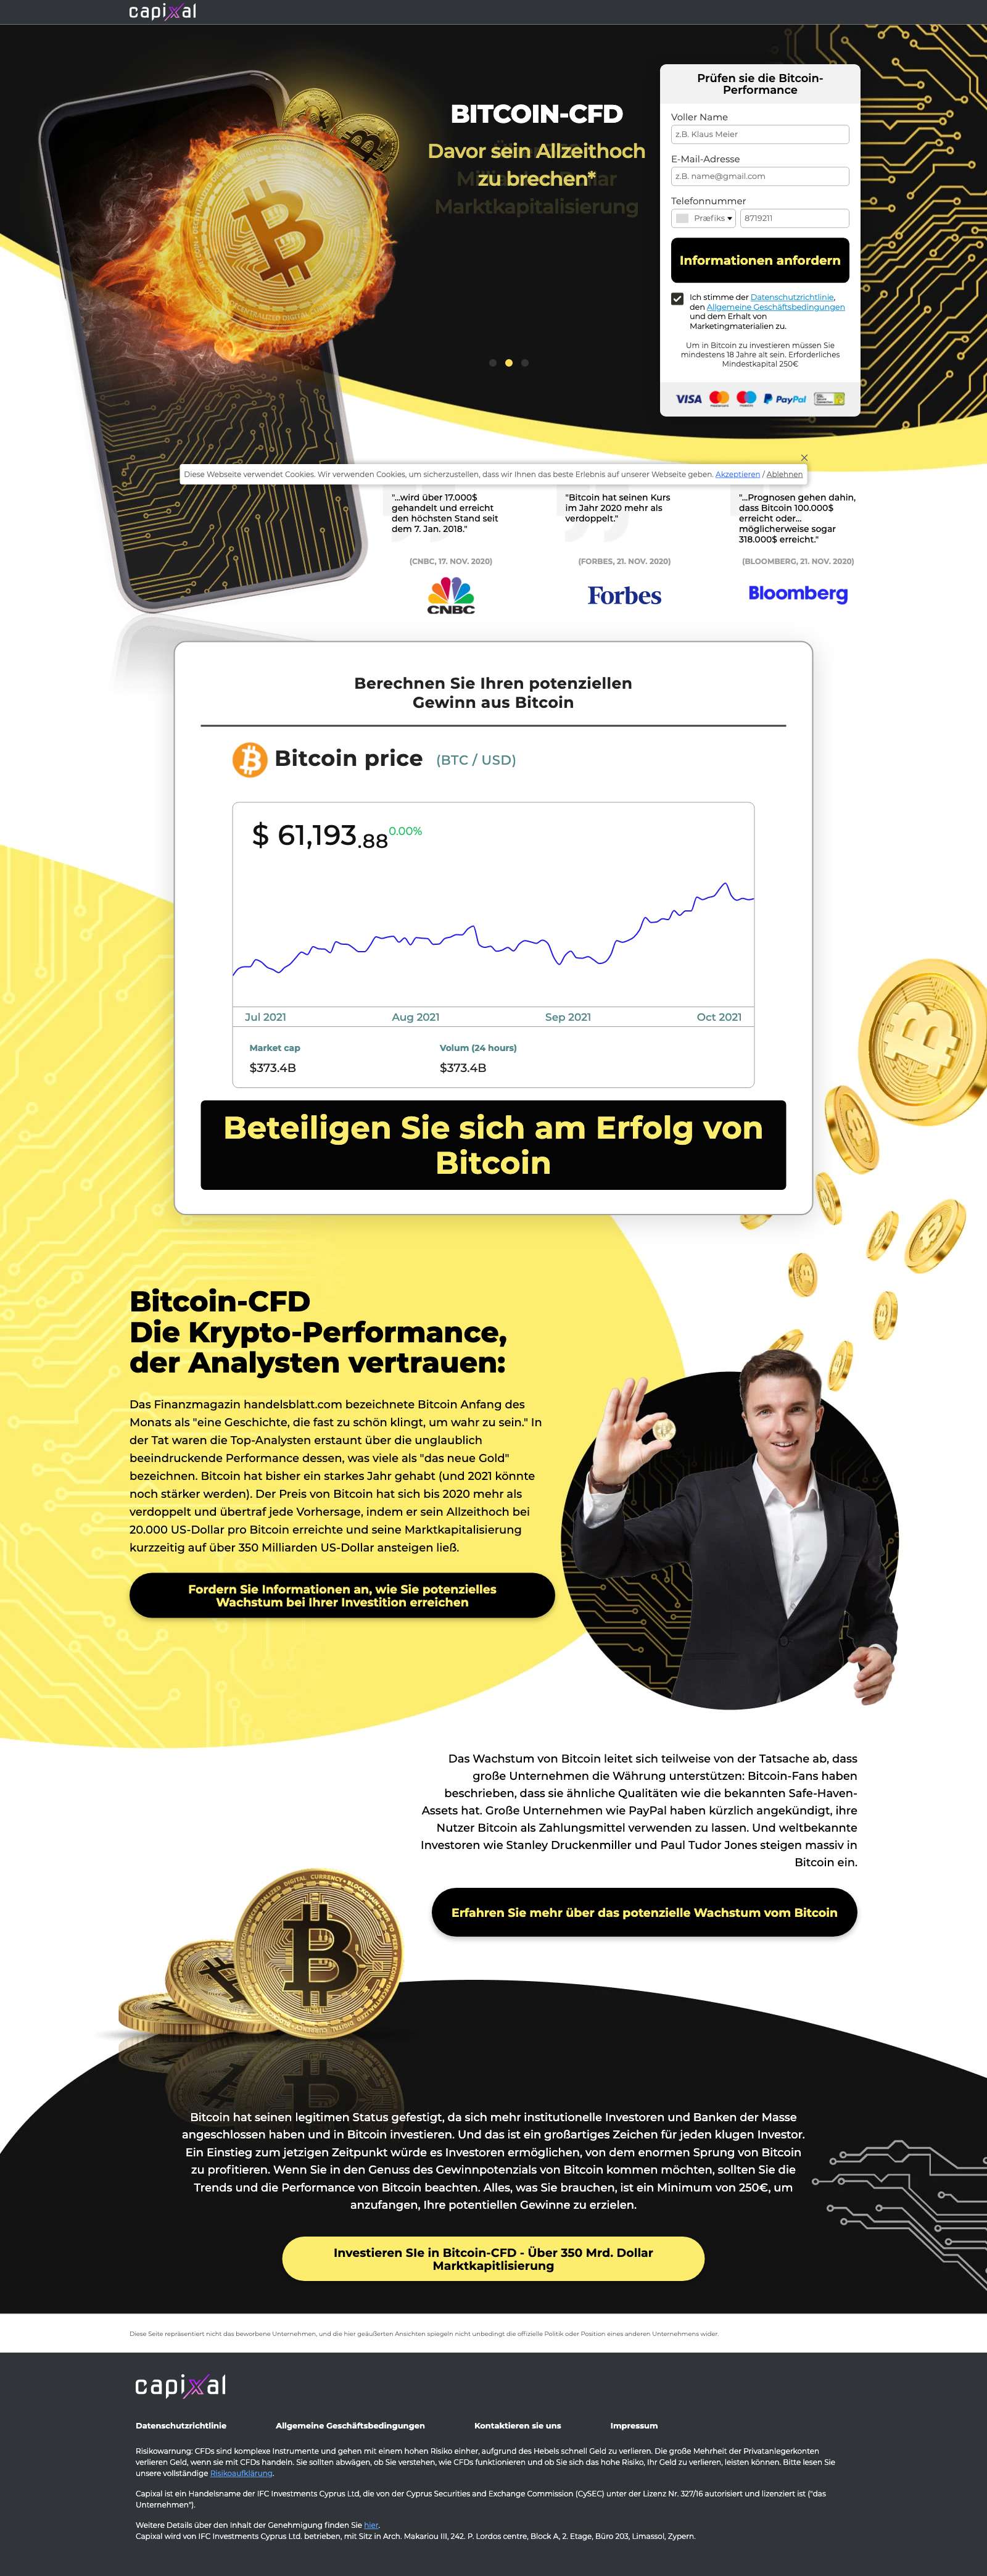 capixal
BITCOIN-CFD
Davor sein Allzeithoch
zu brechen*
Marktkapitalisierung
Prüfen sie die Bitcoin-
Performance
Voller Name
z.B. Klaus Meier
E-Mail-Adresse
z.B. name@gmail.com
Telefonnummer
Præfiks 8719211
Informationen anfordern
Ich stimme der Datenschutzrichtlinie,
den Allgemeine Geschäftsbedingungen
und dem Erhalt von
Marketingmaterialien zu.
Um in Bitcoin zu investieren müssen Sie
mindestens 18 Jahre alt sein. Erforderliches
Mindestkapital 250€
VISA PayPal
Diese Webseite verwendet Cookies. Wir verwenden Cookies, um sicherzustellen, dass wir Ihnen das beste Erlebnis auf unserer Webseite geben. Akzeptieren / Ablehnen
"...wird über 17.000$
gehandelt und erreicht
den höchsten Stand seit
dem 7. Jan. 2018."
(CNBC, 17. NOV. 2020)
CNBC
"Bitcoin hat seinen Kurs
im Jahr 2020 mehr als
verdoppelt."
(FORBES, 21. NOV. 2020)
Forbes
"...Prognosen gehen dahin,
dass Bitcoin 100.000$
erreicht oder...
möglicherweise sogar
318.000$ erreicht."
(BLOOMBERG, 21. NOV. 2020)
Bloomberg
Berechnen Sie Ihren potenziellen
Gewinn aus Bitcoin
Bitcoin price (BTC / USD)
$ 61,193.88 0.00%
Jul 2021 Aug 2021 Sep 2021 Oct 2021
Market cap Volum (24 hours)
$373.4B $373.4B
Beteiligen Sie sich am Erfolg von
Bitcoin
Bitcoin-CFD
Die Krypto-Performance,
der Analysten vertrauen:
Das Finanzmagazin handelsblatt.com bezeichnete Bitcoin Anfang des
Monats als "eine Geschichte, die fast zu schön klingt, um wahr zu sein." In
der Tat waren die Top-Analysten erstaunt über die unglaublich
beeindruckende Performance dessen, was viele als "das neue Gold"
bezeichnen. Bitcoin hat bisher ein starkes Jahr gehabt (und 2021 könnte
noch stärker werden). Der Preis von Bitcoin hat sich bis 2020 mehr als
verdoppelt und übertraf jede Vorhersage, indem er sein Allzeithoch bei
20.000 US-Dollar pro Bitcoin erreichte und seine Marktkapitalisierung
kurzzeitig auf über 350 Milliarden US-Dollar ansteigen ließ.
Fordern Sie Informationen an, wie Sie potenzielles
Wachstum bei Ihrer Investition erreichen
Das Wachstum von Bitcoin leitet sich teilweise von der Tatsache ab, dass
große Unternehmen die Währung unterstützen: Bitcoin-Fans haben
beschrieben, dass sie ähnliche Qualitäten wie die bekannten Safe-Haven-
Assets hat. Große Unternehmen wie PayPal haben kürzlich angekündigt, ihre
Nutzer Bitcoin als Zahlungsmittel verwenden zu lassen. Und weltbekannte
Investoren wie Stanley Druckenmiller und Paul Tudor Jones steigen massiv in
Bitcoin ein.
Erfahren Sie mehr über das potenzielle Wachstum vom Bitcoin
Bitcoin hat seinen legitimen Status gefestigt, da sich mehr institutionelle Investoren und Banken der Masse
angeschlossen haben und in Bitcoin investieren. Und das ist ein großartiges Zeichen für jeden klugen Investor.
Ein Einstieg zum jetzigen Zeitpunkt würde es Investoren ermöglichen, von dem enormen Sprung von Bitcoin
zu profitieren. Wenn Sie in den Genuss des Gewinnpotenzials von Bitcoin kommen möchten, sollten Sie die
Trends und die Performance von Bitcoin beachten. Alles, was Sie brauchen, ist ein Minimum von 250€, um
anzufangen, Ihre potentiellen Gewinne zu erzielen.
Investieren SIe in Bitcoin-CFD - Über 350 Mrd. Dollar
Marktkapitlisierung
Diese Seite repräsentiert nicht das beworbene Unternehmen, und die hier geäußerten Ansichten spiegeln nicht unbedingt die offizielle Politik oder Position eines anderen Unternehmens wider.
capixal
Datenschutzrichtlinie Allgemeine Geschäftsbedingungen Kontaktieren sie uns Impressum
Risikowarnung: CFDs sind komplexe Instrumente und gehen mit einem hohen Risiko einher, aufgrund des Hebels schnell Geld zu verlieren. Die große Mehrheit der Privatanlegerkonten
verlieren Geld, wenn sie mit CFDs handeln. Sie sollten abwägen, ob Sie verstehen, wie CFDs funktionieren und ob Sie sich das hohe Risiko, Ihr Geld zu verlieren, leisten können. Bitte lesen Sie
unsere vollständige Risikoaufklärung.
Capixal ist ein Handelsname der IFC Investments Cyprus Ltd, die von der Cyprus Securities and Exchange Commission (CySEC) unter der Lizenz Nr. 327/16 autorisiert und lizenziert ist ("das
Unternehmen").
Weitere Details über den Inhalt der Genehmigung finden Sie hier.
Capixal wird von IFC Investments Cyprus Ltd. betrieben, mit Sitz in Arch. Makariou III, 242. P. Lordos centre, Block A, 2. Etage, Büro 203, Limassol, Zypern.